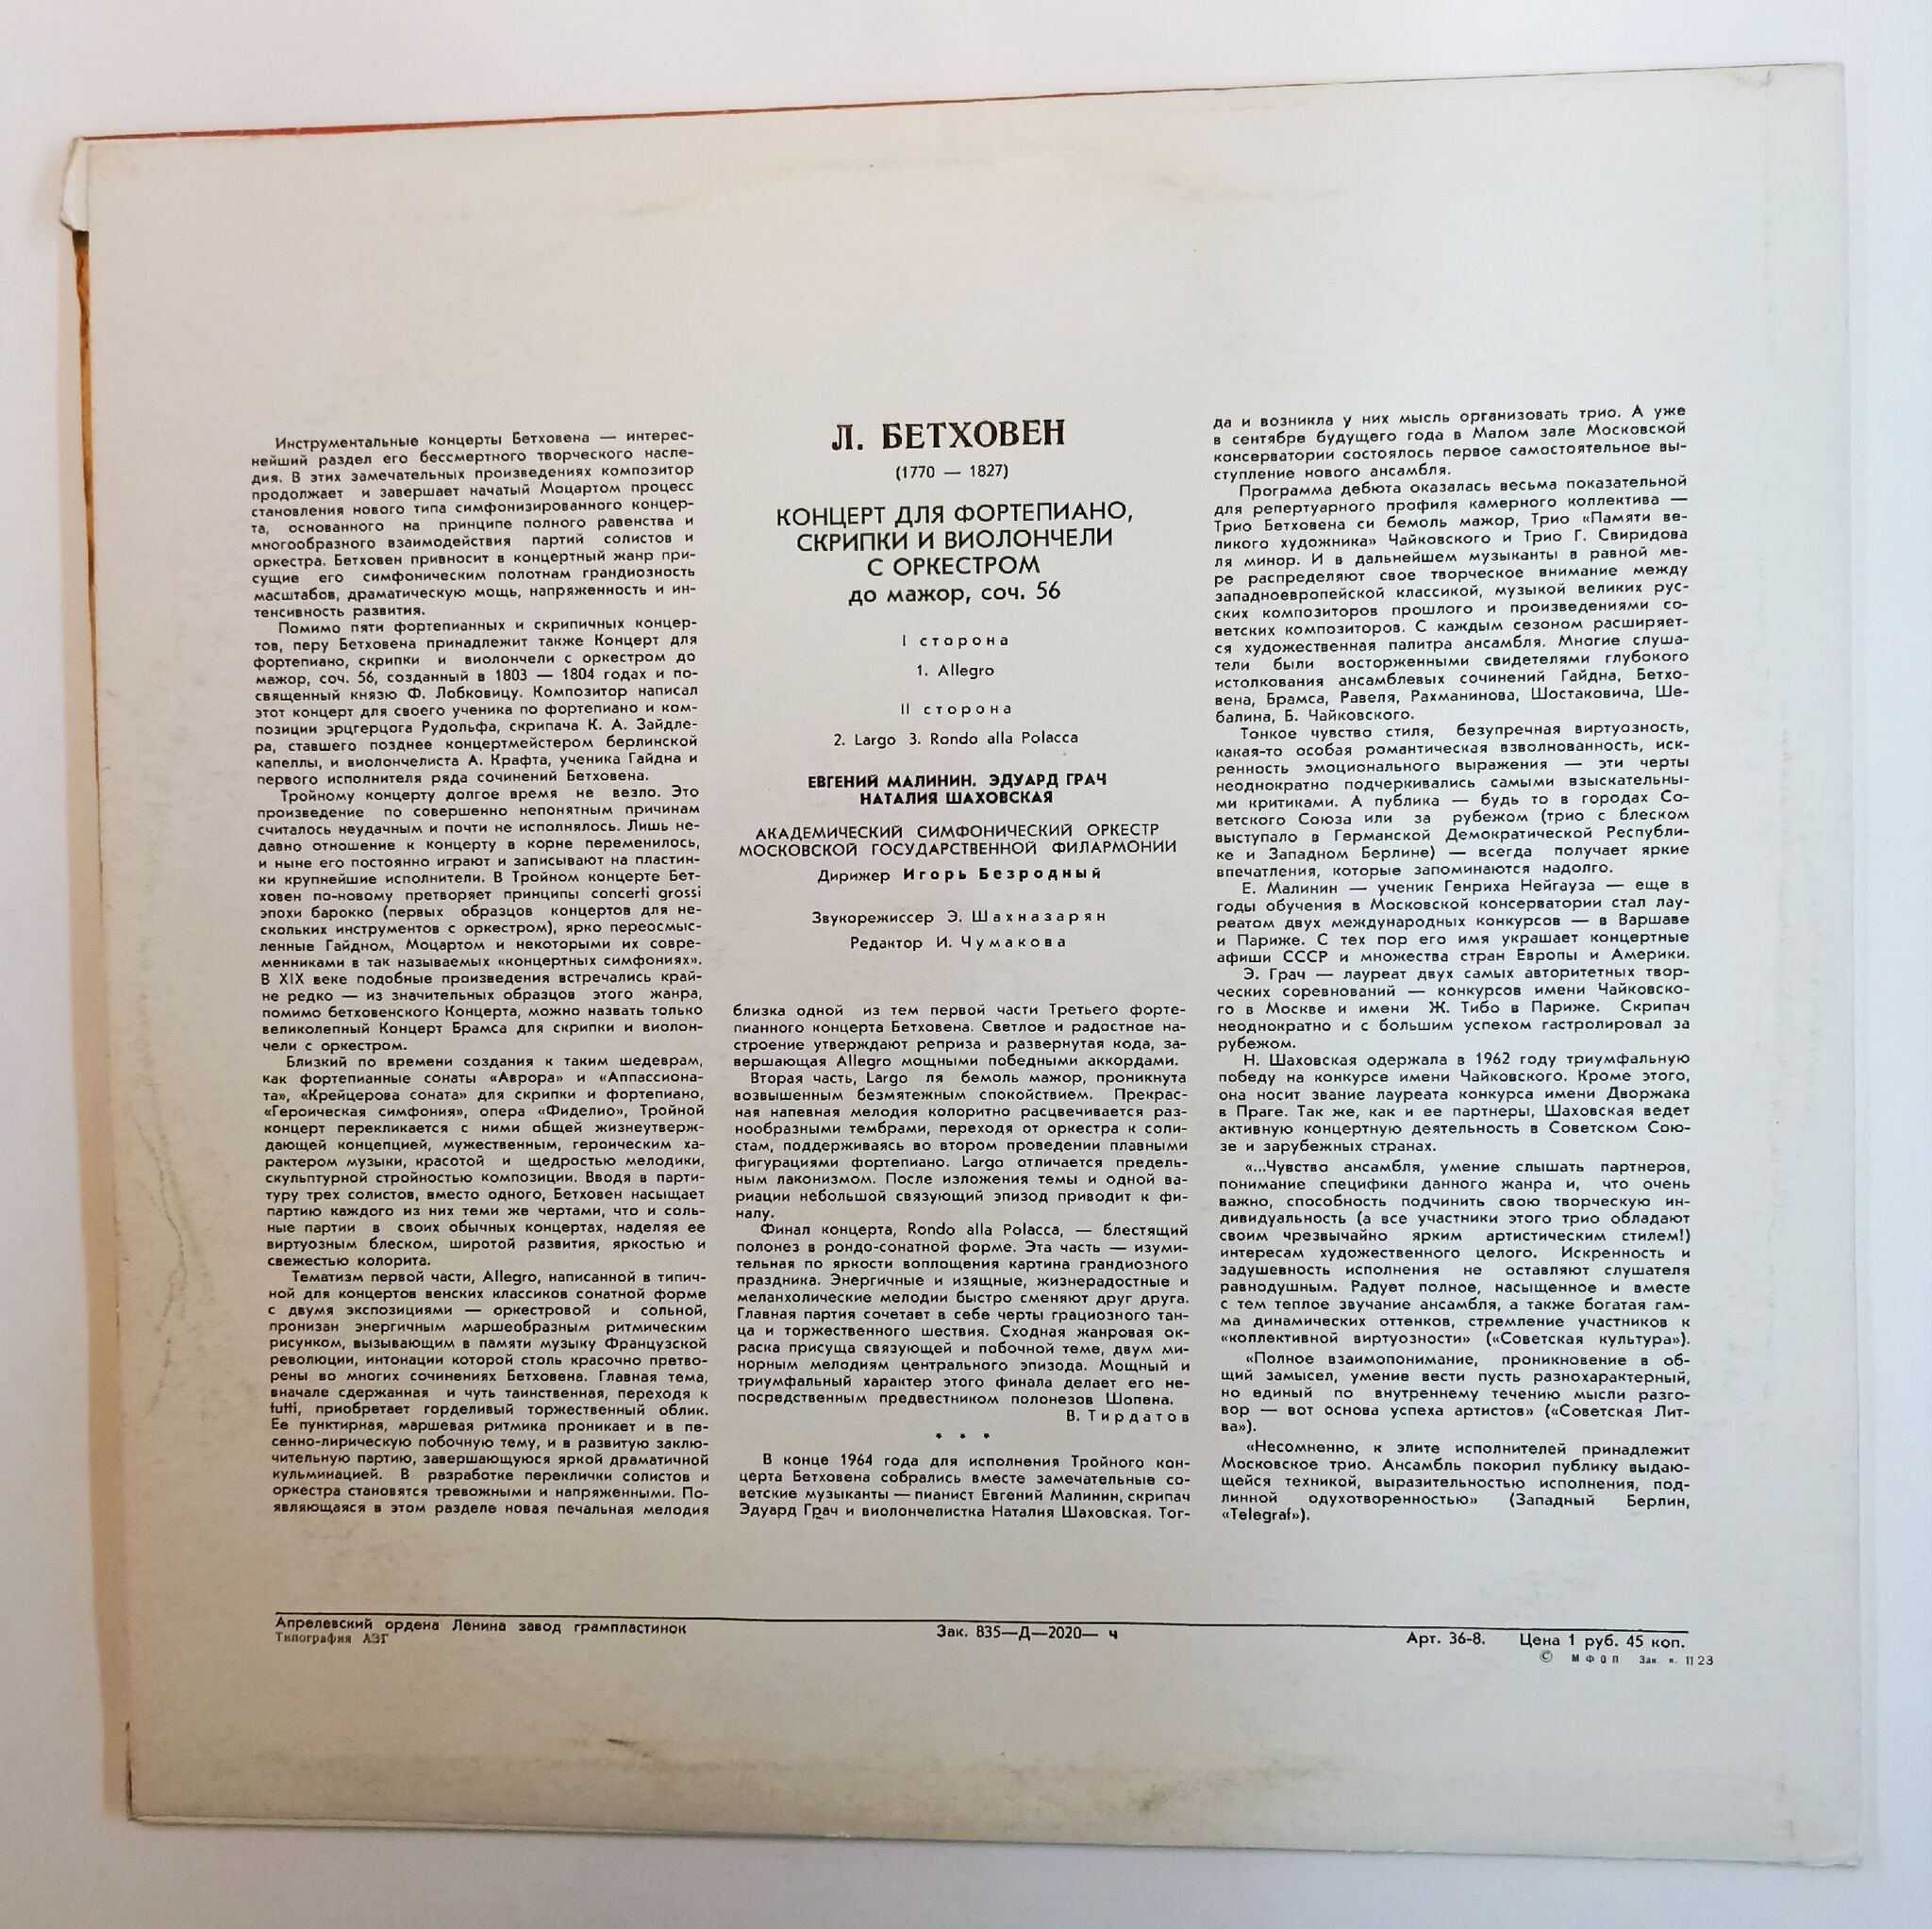 Инструментальные концерты Бетховена — интерес-
нейший раздел его бессмертного творческого насле-
дия. В этих замечательных произведениях композитор
продолжает и завершает начатый Моцартом процесс
становления нового типа симфонизированного концер-
та, основанного на принципе полного равенства и
многообразного взаимодействия партий солистов и
оркестра. Бетховен привносит в концертный жанр при-
сущие его симфоническим полотнам грандиозность
масштабов, драматическую мощь, напряженность и ин-
тенсивность развития.
Помимо пяти фортепианных и скрипичных концер-
тов, перу Бетховена принадлежит также Концерт для
фортепиано, скрипки и виолончели с оркестром до
мажор, соч. 56, созданный в 1803 — 1804 годах и по-
священный князю Ф. Лобковицу. Композитор написал
этот концерт для своего ученика по фортепиано и ком-
позиции эрцгерцога Рудольфа, скрипача К. А. Зайдле-
ра, ставшего позднее концертмейстером берлинской
капеллы, и виолончелиста А. Крафта, ученика Гайдна и
первого исполнителя ряда сочинений Бетховена.
Тройному концерту долгое время не везло. Это
произведение по совершенно непонятным причинам
считалось неудачным и почти не исполнялось. Лишь не-
давно отношение к концерту в корне переменилось,
и ныне его постоянно играют и записывают на пластин-
ки крупнейшие исполнители. В Тройном концерте Бет-
ховен по-новому претворяет принципы concerti grossi
эпохи барокко (первых образцов концертов для не-
скольких инструментов с оркестром), ярко переосмыс-
ленные Гайдном, Моцартом и некоторыми их совре-
менниками в так называемых «концертных симфониях».
В XIX веке подобные произведения встречались край-
не редко — из значительных образцов этого жанра,
помимо бетховенского Концерта, можно назвать только
великолепный Концерт Брамса для скрипки и виолон-
чели с оркестром.
Близкий по времени создания к таким шедеврам,
как фортепианные сонаты «Аврора» и «Аппассиона-
та», «Крейцерова соната» для скрипки и фортепиано,
«Героическая симфония», опера «Фиделио», Тройной
концерт перекликается с ними общей жизнеутверж-
дающей концепцией, мужественным, героическим ха-
рактером музыки, красотой и щедростью мелодики,
скульптурной стройностью композиции. Вводя в парти-
туру трех солистов, вместо одного, Бетховен насыщает
партию каждого из них теми же чертами, что и соль-
ные партии в своих обычных концертах, наделяя ее
виртуозным блеском, широтой развития, яркостью и
свежестью колорита.
Тематизм первой части, Allegro, написанной в типич-
ной для концертов венских классиков сонатной форме
с двумя экспозициями — оркестровой и сольной,
пронизан энергичным маршеобразным ритмическим
рисунком, вызывающим в памяти музыку Французской
революции, интонации которой столь красочно претво-
рены во многих сочинениях Бетховена. Главная тема,
вначале сдержанная и чуть таинственная, переходя к
tutti, приобретает горделивый торжественный облик.
Ее пунктирная, маршевая ритмика проникает и в пе-
сенно-лирическую побочную тему, и в развитую заклю-
чительную партию, завершающуюся яркой драматичной
кульминацией. В разработке переклички солистов и
оркестра становятся тревожными и напряженными. По-
являющаяся в этом разделе новая печальная мелодия
Л. БЕТХОВЕН
(1770 — 1827)
КОНЦЕРТ ДЛЯ ФОРТЕПИАНО,
СКРИПКИ И ВИОЛОНЧЕЛИ
С ОРКЕСТРОМ
до мажор, соч. 56
I сторона
1. Allegro
II сторона
2. Largo 3. Rondo alla Polacca
ЕВГЕНИЙ МАЛИНИН. ЭДУАРД ГРАЧ
НАТАЛИЯ ШАХОВСКАЯ
АКАДЕМИЧЕСКИЙ СИМФОНИЧЕСКИЙ ОРКЕСТР
МОСКОВСКОЙ ГОСУДАРСТВЕННОЙ ФИЛАРМОНИИ
Дирижер Игорь Безродный
Звукорежиссер Э. Шахназарян
Редактор И. Чумакова
близка одной из тем первой части Третьего форте-
пианного концерта Бетховена. Светлое и радостное на-
строение утверждают реприза и развернутая кода, за-
вершающая Allegro мощными победными аккордами.
Вторая часть, Largo ля бемоль мажор, проникнута
возвышенным безмятежным спокойствием. Прекрас-
ная напевная мелодия колоритно расцвечивается раз-
нообразными тембрами, переходя от оркестра к соли-
стам, поддерживаясь во втором проведении плавными
фигурациями фортепиано. Largo отличается предель-
ным лаконизмом. После изложения темы и одной ва-
риации небольшой связующий эпизод приводит к фи-
налу.
Финал концерта, Rondo alla Polacca, — блестящий
полонез в рондо-сонатной форме. Эта часть — изуми-
тельная по яркости воплощения картина грандиозного
праздника. Энергичные и изящные, жизнерадостные и
меланхолические мелодии быстро сменяют друг друга.
Главная партия сочетает в себе черты грациозного тан-
ца и торжественного шествия. Сходная жанровая ок-
раска присуща связующей и побочной теме, двум ми-
норным мелодиям центрального эпизода. Мощный и
триумфальный характер этого финала делает его не-
посредственным предвестником полонезов Шопена.
В. Тирдатов
* * *
В конце 1964 года для исполнения Тройного кон-
церта Бетховена собрались вместе замечательные со-
ветские музыканты — пианист Евгений Малинин, скрипач
Эдуард Грач и виолончелистка Наталия Шаховская. Тог-
да и возникла у них мысль организовать трио. А уже
в сентябре будущего года в Малом зале Московской
консерватории состоялось первое самостоятельное вы-
ступление нового ансамбля.
Программа дебюта оказалась весьма показательной
для репертуарного профиля камерного коллектива —
Трио Бетховена си бемоль мажор, Трио «Памяти ве-
ликого художника» Чайковского и Трио Г. Свиридова
ля минор. И в дальнейшем музыканты в равной ме-
ре распределяют свое творческое внимание между
западноевропейской классикой, музыкой великих рус-
ских композиторов прошлого и произведениями со-
ветских композиторов. С каждым сезоном расширяет-
ся художественная палитра ансамбля. Многие слуша-
тели были восторженными свидетелями глубокого
истолкования ансамблевых сочинений Гайдна, Бетхо-
вена, Брамса, Равеля, Рахманинова, Шостаковича, Ше-
балина, Б. Чайковского.
Тонкое чувство стиля, безупречная виртуозность,
какая-то особая романтическая взволнованность, иск-
ренность эмоционального выражения — эти черты
неоднократно подчеркивались самыми взыскательны-
ми критиками. А публика — будь то в городах Со-
ветского Союза или за рубежом (трио с блеском
выступало в Германской Демократической Республи-
ке и Западном Берлине) — всегда получает яркие
впечатления, которые запоминаются надолго.
Е. Малинин — ученик Генриха Нейгауза — еще в
годы обучения в Московской консерватории стал лау-
реатом двух международных конкурсов — в Варшаве
и Париже. С тех пор его имя украшает концертные
афиши СССР и множества стран Европы и Америки.
Э. Грач — лауреат двух самых авторитетных твор-
ческих соревнований — конкурсов имени Чайковско-
го в Москве и имени Ж. Тибо в Париже. Скрипач
неоднократно и с большим успехом гастролировал за
рубежом.
Н. Шаховская одержала в 1962 году триумфальную
победу на конкурсе имени Чайковского. Кроме этого,
она носит звание лауреата конкурса имени Дворжака
в Праге. Так же, как и ее партнеры, Шаховская ведет
активную концертную деятельность в Советском Сою-
зе и зарубежных странах.
«...Чувство ансамбля, умение слышать партнеров,
понимание специфики данного жанра и, что очень
важно, способность подчинить свою творческую ин-
дивидуальность (а все участники этого трио обладают
своим чрезвычайно ярким артистическим стилем!)
интересам художественного целого. Искренность и
задушевность исполнения не оставляют слушателя
равнодушным. Радует полное, насыщенное и вместе
с тем теплое звучание ансамбля, а также богатая гам-
ма динамических оттенков, стремление участников к
«коллективной виртуозности» («Советская культура»).
«Полное взаимопонимание, проникновение в об-
щий замысел, умение вести пусть разнохарактерный,
но единый по внутреннему течению мысли разго-
вор — вот основа успеха артистов» («Советская Лит-
ва»).
«Несомненно, к элите исполнителей принадлежит
Московское трио. Ансамбль покорил публику выдаю-
щейся техникой, выразительностью исполнения, под-
линной одухотворенностью» (Западный Берлин,
«Telegraf»).
Апрелевский ордена Ленина завод грампластинок
Типография АЗГ
Зак. 835—Д—2020— ч
Арт. 36-8. Цена 1 руб. 45 коп.
© МФОП Зак. к. 1123